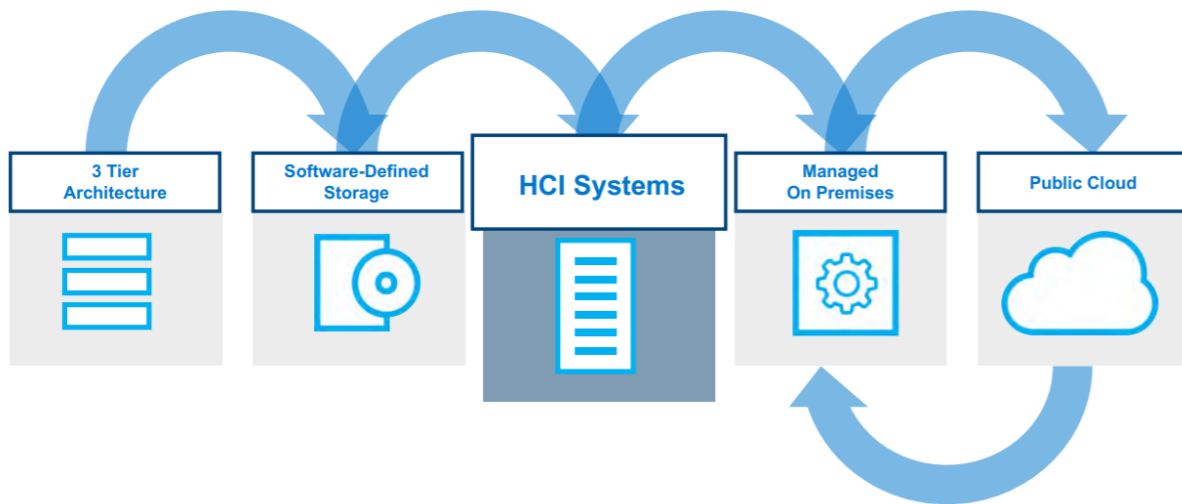 3 Tier
Architecture
Software-Defined
Storage
HCI Systems
Managed
On Premises
Public Cloud